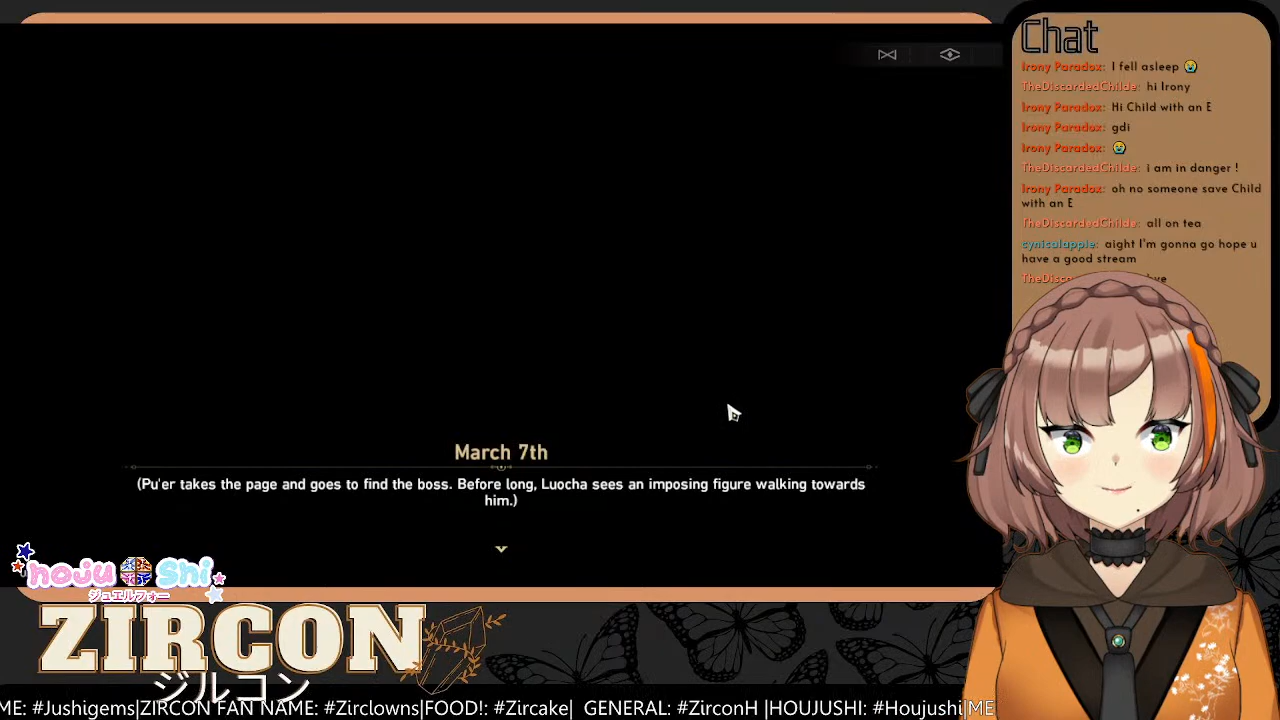 Chat
Irony Paradox: I fell asleep 😭
TheDiscardedChilde: hi Irony
Irony Paradox: Hi Child with an E
Irony Paradox: gdi
Irony Paradox: 😭
TheDiscardedChilde: i am in danger !
Irony Paradox: oh no someone save Child
with an E
TheDiscardedChilde: all on tea
cyniculappie: aight I'm gonna go hope u
have a good stream
March 7th
(Pu'er takes the page and goes to find the boss. Before long, Luocha sees an imposing figure walking towards
him.)
hoju shi
ジュエルフォー
ZIRCON
ジルコン
ME: #Jushigems|ZIRCON FAN NAME: #Zirclowns|FOOD!: #Zircake| GENERAL: #ZirconH |HOUJUSHI: #Houjushi|ME